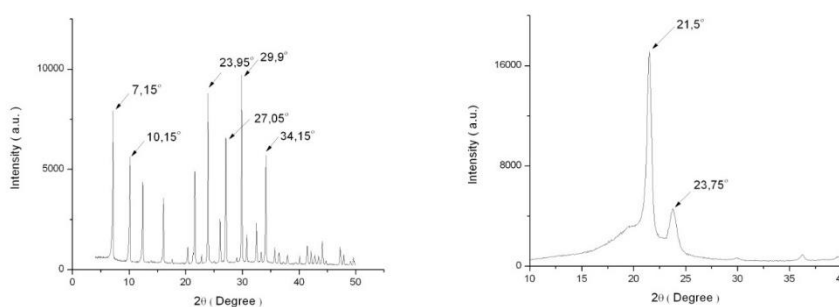 10000
5000
0
Intensity ( a.u.)
7,15°
10,15°
23,95°
29,9°
27,05°
34,15°
0 10 20 30 40 50
2θ ( Degree )
16000
8000
0
Intensity ( a.u. )
21,5°
23,75°
10 15 20 25 30 35 40
2θ ( Degree )